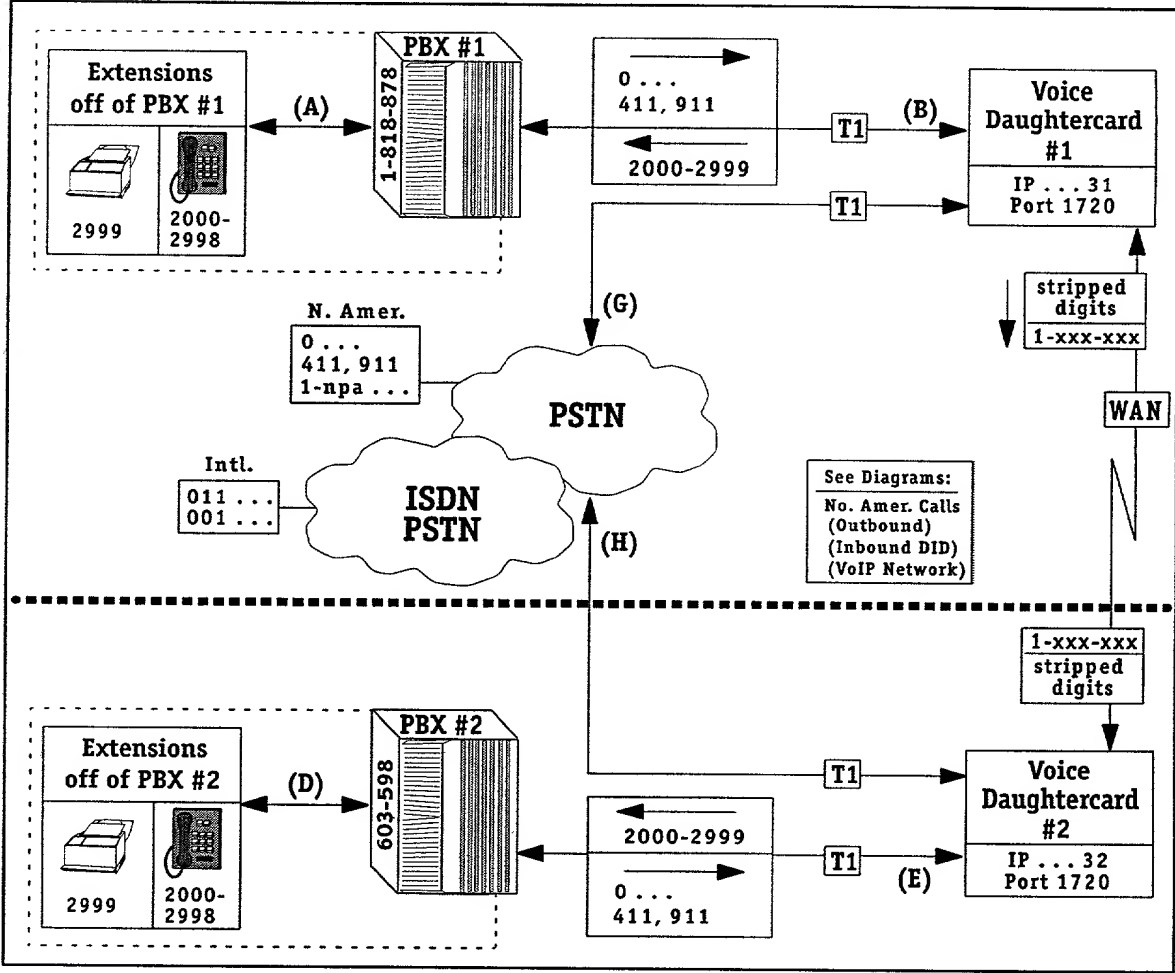 PBX #1
1-818-878
Extensions
off of PBX #1
2999
2000-
2998
(A)
0 . . .
411, 911
2000-2999
T1
(B)
Voice
Daughtercard
#1
IP . . . 31
Port 1720
T1
(G)
stripped
digits
1-xxx-xxx
N. Amer.
0 . . .
411, 911
1-npa . . .
PSTN
WAN
Intl.
011 . . .
001 . . .
ISDN
PSTN
(H)
See Diagrams:
No. Amer. Calls
(Outbound)
(Inbound DID)
(VoIP Network)
1-xxx-xxx
stripped
digits
PBX #2
603-598
Extensions
off of PBX #2
2999
2000-
2998
(D)
T1
2000-2999
0 . . .
411, 911
T1
(E)
Voice
Daughtercard
#2
IP . . . 32
Port 1720